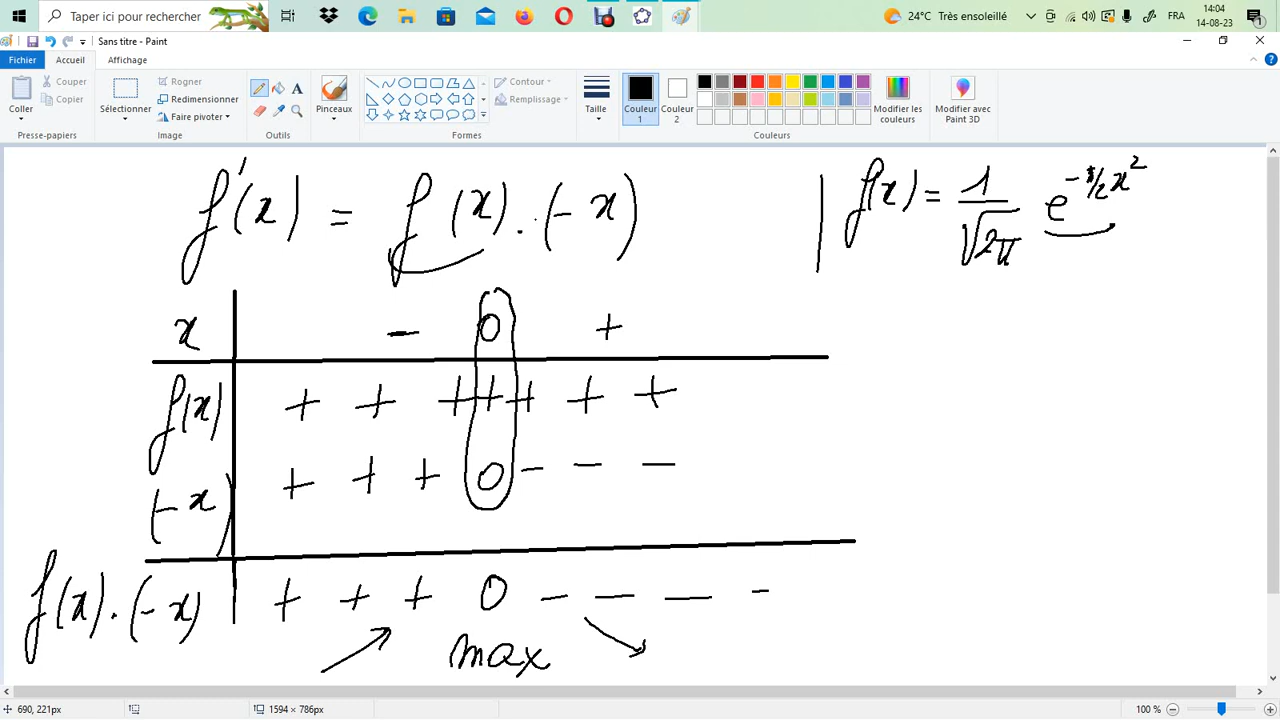 Taper ici pour rechercher
24°C Très ensoleillé
FRA
14:04
14-08-23
1
Sans titre - Paint
Fichier Accueil Affichage
Coller
Couper
Copier
Presse-papiers
Sélectionner
Rogner
Redimensionner
Faire pivoter
Image
A
Outils
Pinceaux
Contour
Remplissage
Formes
Taille
Couleur 1
Couleur 2
Modifier les couleurs
Couleurs
Modifier avec Paint 3D
f'(x) = f(x).(-x)
f(x) = 1/√2π e^-1/2 x^2
x - 0 +
f(x) + + + + + + +
(-x) + + + 0 - - -
f(x).(-x) + + + 0 - - - -
max
690, 221px
1594 × 786px
100 %